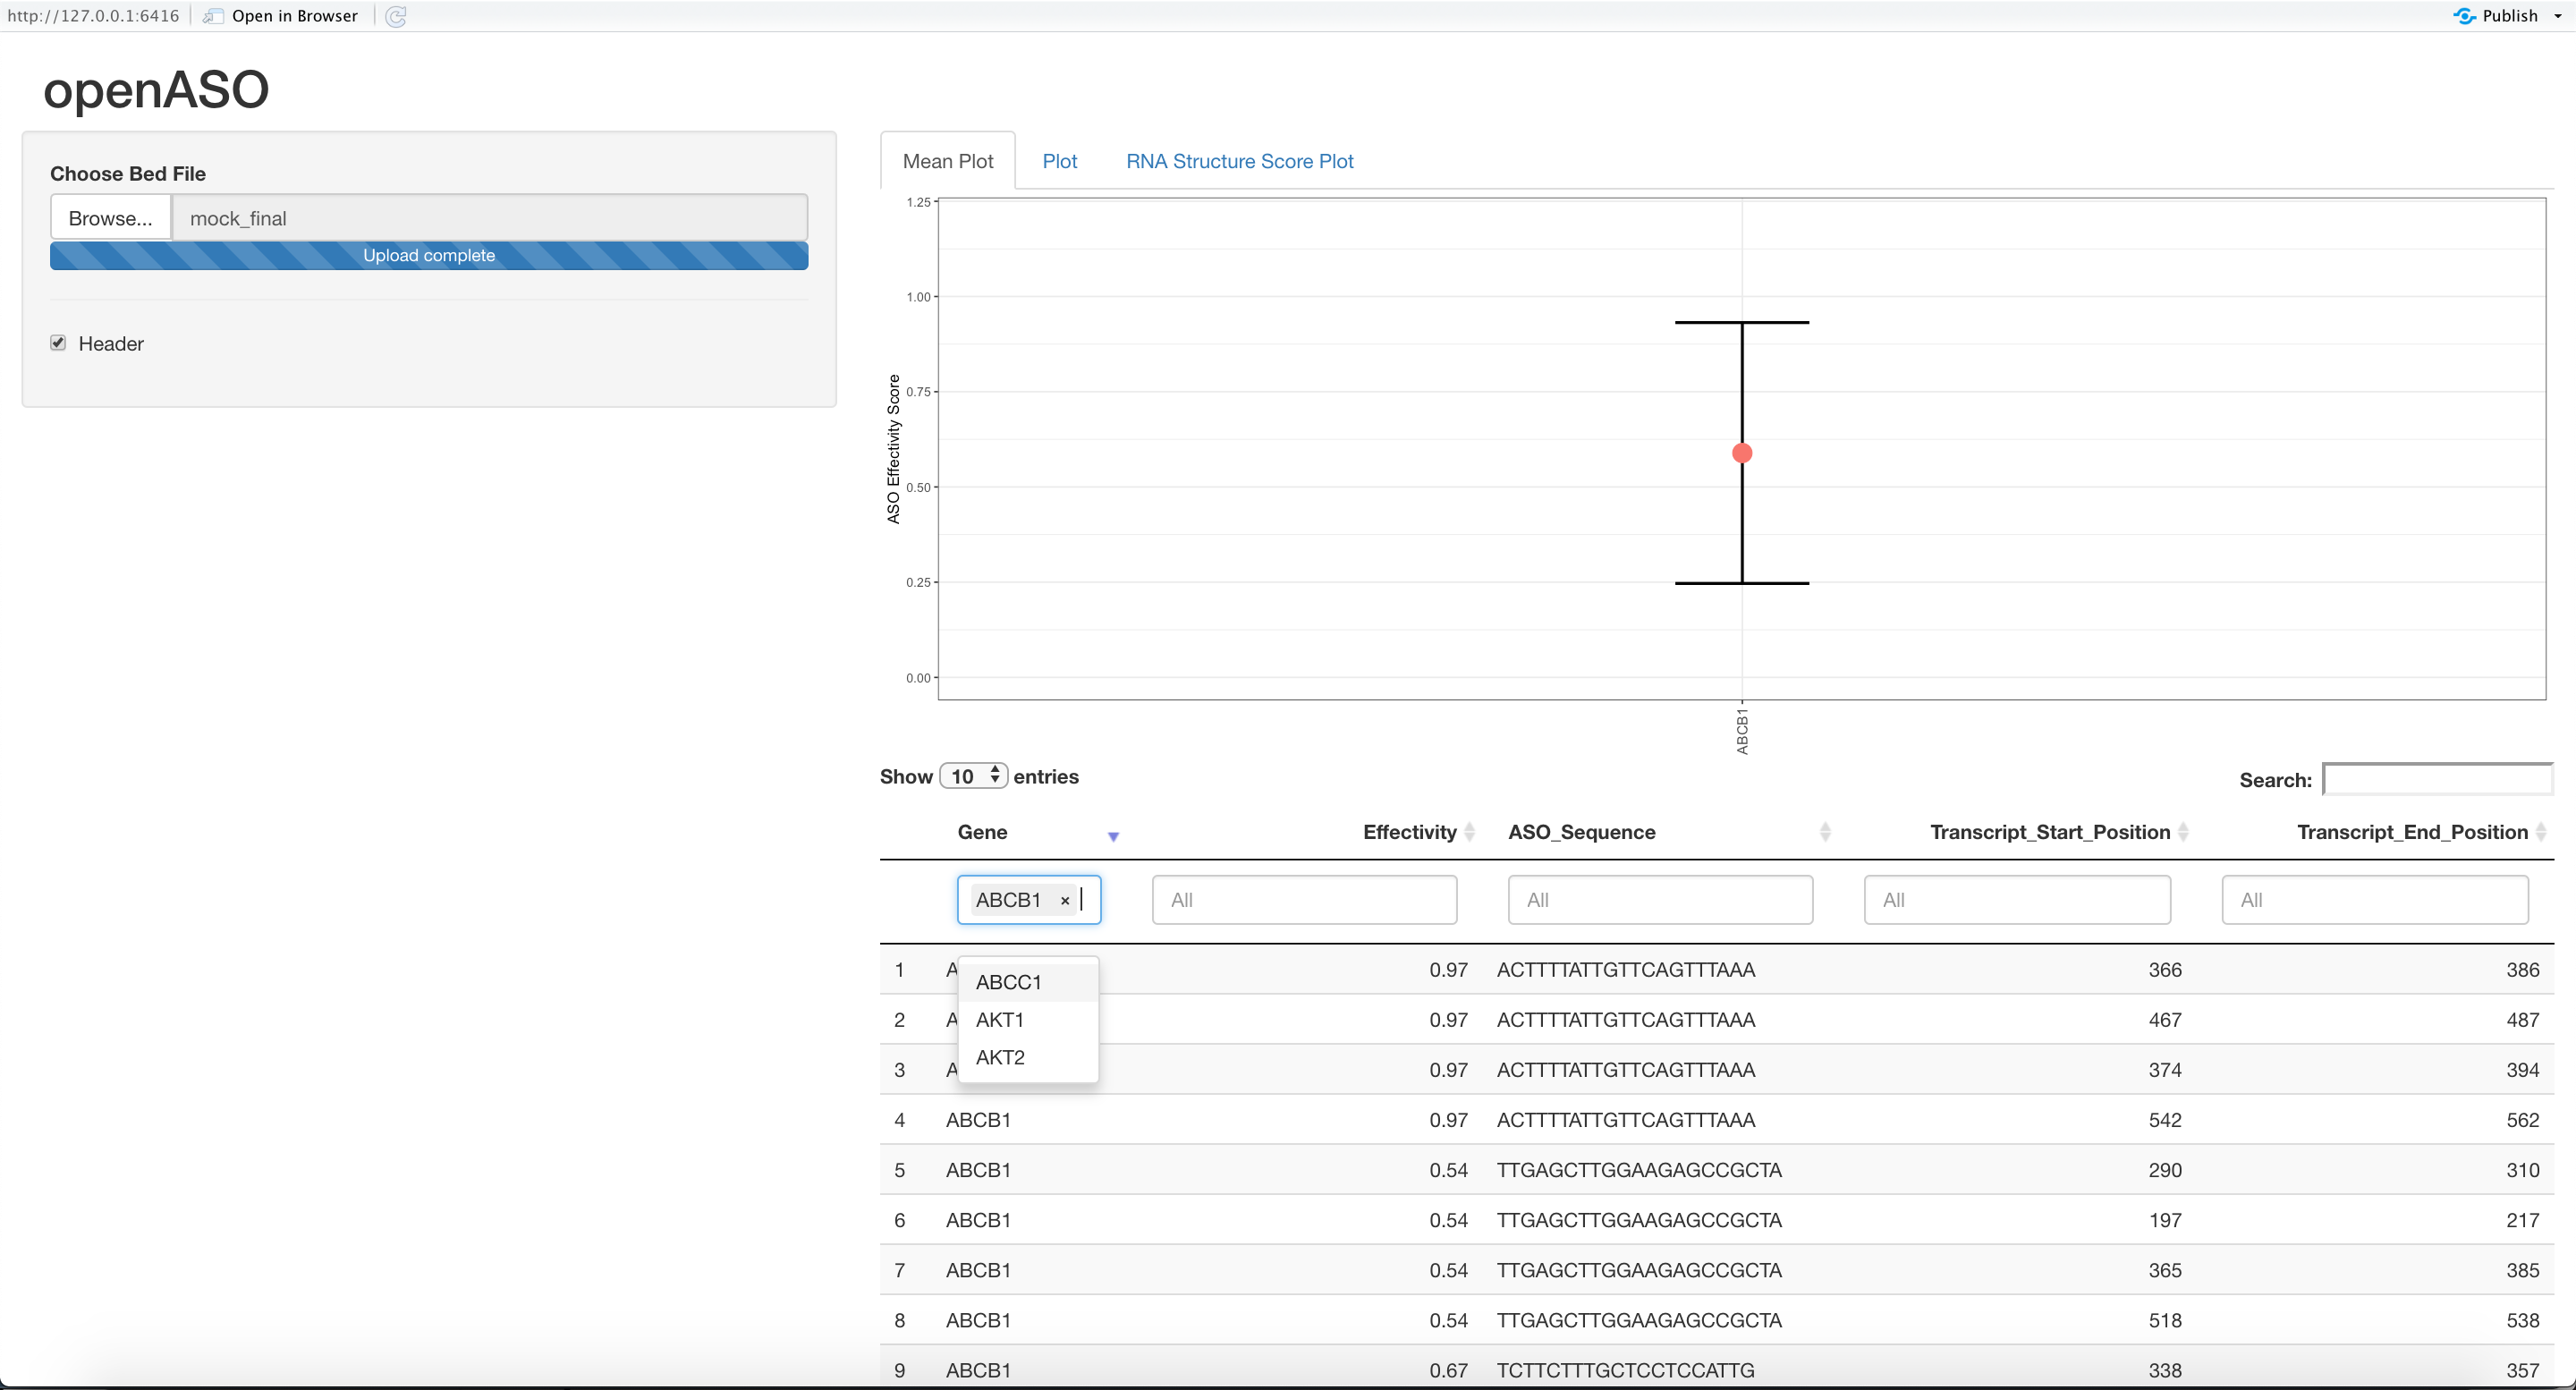 http://127.0.0.1:6416 Open in Browser Publish
openASO
Choose Bed File
Browse... mock_final
Upload complete
Header
Mean Plot Plot RNA Structure Score Plot
ASO Effectivity Score
1.25
1.00
0.75
0.50
0.25
0.00
ABCB1
Show 10 entries Search:
Gene Effectivity ASO_Sequence Transcript_Start_Position Transcript_End_Position
ABCB1 × All All All All
ABCC1
AKT1
AKT2
1 A 0.97 ACTTTTATTGTTCAGTTTAAA 366 386
2 A 0.97 ACTTTTATTGTTCAGTTTAAA 467 487
3 A 0.97 ACTTTTATTGTTCAGTTTAAA 374 394
4 ABCB1 0.97 ACTTTTATTGTTCAGTTTAAA 542 562
5 ABCB1 0.54 TTGAGCTTGGAAGAGCCGCTA 290 310
6 ABCB1 0.54 TTGAGCTTGGAAGAGCCGCTA 197 217
7 ABCB1 0.54 TTGAGCTTGGAAGAGCCGCTA 365 385
8 ABCB1 0.54 TTGAGCTTGGAAGAGCCGCTA 518 538
9 ABCB1 0.67 TCTTCTTTGCTCCTCCATTG 338 357